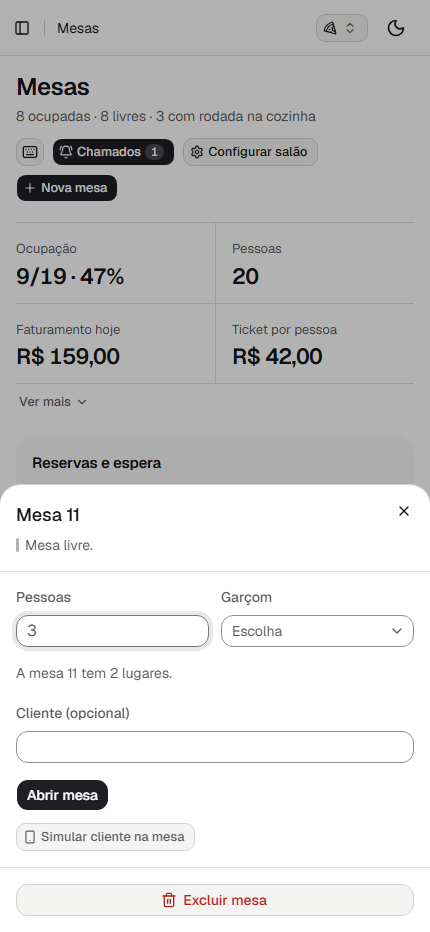 Mesas
Mesas
8 ocupadas · 8 livres · 3 com rodada na cozinha
Chamados 1
Configurar salão
+ Nova mesa
Ocupação
9/19 · 47%
Pessoas
20
Faturamento hoje
R$ 159,00
Ticket por pessoa
R$ 42,00
Ver mais
Reservas e espera
Mesa 11
Mesa livre.
Pessoas
3
Garçom
Escolha
A mesa 11 tem 2 lugares.
Cliente (opcional)
Abrir mesa
Simular cliente na mesa
Excluir mesa